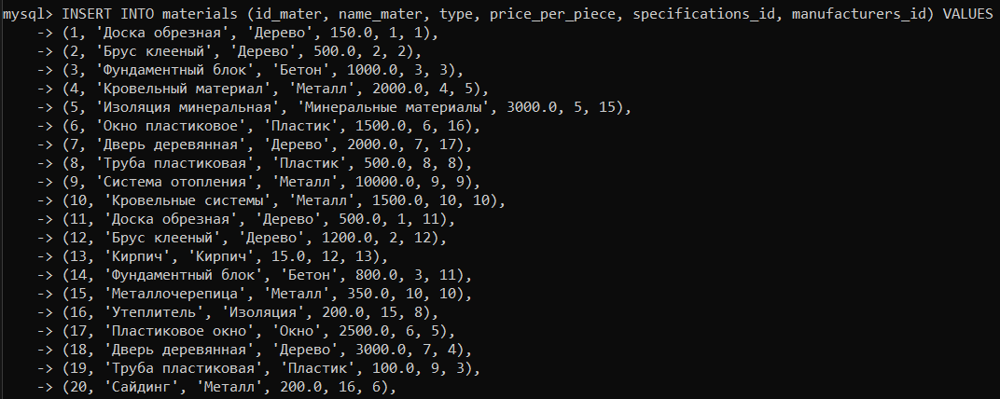 mysql> INSERT INTO materials (id_mater, name_mater, type, price_per_piece, specifications_id, manufacturers_id) VALUES
-> (1, 'Доска обрезная', 'Дерево', 150.0, 1, 1),
-> (2, 'Брус клееный', 'Дерево', 500.0, 2, 2),
-> (3, 'Фундаментный блок', 'Бетон', 1000.0, 3, 3),
-> (4, 'Кровельный материал', 'Металл', 2000.0, 4, 5),
-> (5, 'Изоляция минеральная', 'Минеральные материалы', 3000.0, 5, 15),
-> (6, 'Окно пластиковое', 'Пластик', 1500.0, 6, 16),
-> (7, 'Дверь деревянная', 'Дерево', 2000.0, 7, 17),
-> (8, 'Труба пластиковая', 'Пластик', 500.0, 8, 8),
-> (9, 'Система отопления', 'Металл', 10000.0, 9, 9),
-> (10, 'Кровельные системы', 'Металл', 1500.0, 10, 10),
-> (11, 'Доска обрезная', 'Дерево', 500.0, 1, 11),
-> (12, 'Брус клееный', 'Дерево', 1200.0, 2, 12),
-> (13, 'Кирпич', 'Кирпич', 15.0, 12, 13),
-> (14, 'Фундаментный блок', 'Бетон', 800.0, 3, 11),
-> (15, 'Металлочерепица', 'Металл', 350.0, 10, 10),
-> (16, 'Утеплитель', 'Изоляция', 200.0, 15, 8),
-> (17, 'Пластиковое окно', 'Окно', 2500.0, 6, 5),
-> (18, 'Дверь деревянная', 'Дерево', 3000.0, 7, 4),
-> (19, 'Труба пластиковая', 'Пластик', 100.0, 9, 3),
-> (20, 'Сайдинг', 'Металл', 200.0, 16, 6),